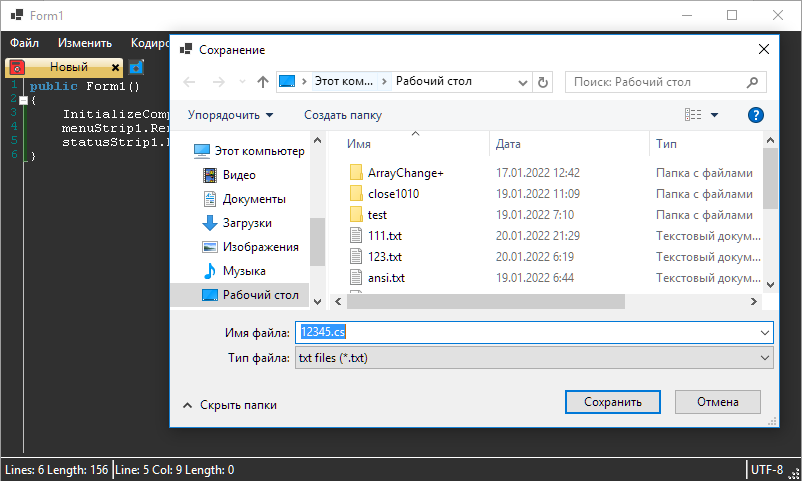 Form1
Файл Изменить Кодиро
Новый
1 public Form1()
2 {
3 InitializeComp
4 menuStrip1.Ren
5 statusStrip1.
6 }
Сохранение
Этот ком... Рабочий стол
Поиск: Рабочий стол
Упорядочить Создать папку
Этот компьютер
Видео
Документы
Загрузки
Изображения
Музыка
Рабочий стол
Имя Дата Тип
ArrayChange+ 17.01.2022 12:42 Папка с файлами
close1010 19.01.2022 11:09 Папка с файлами
test 19.01.2022 7:10 Папка с файлами
111.txt 20.01.2022 21:29 Текстовый докум...
123.txt 20.01.2022 6:19 Текстовый докум...
ansi.txt 19.01.2022 6:44 Текстовый докум...
Имя файла: 12345.cs
Тип файла: txt files (*.txt)
Скрыть папки
Сохранить Отмена
Lines: 6 Length: 156 Line: 5 Col: 9 Length: 0 UTF-8